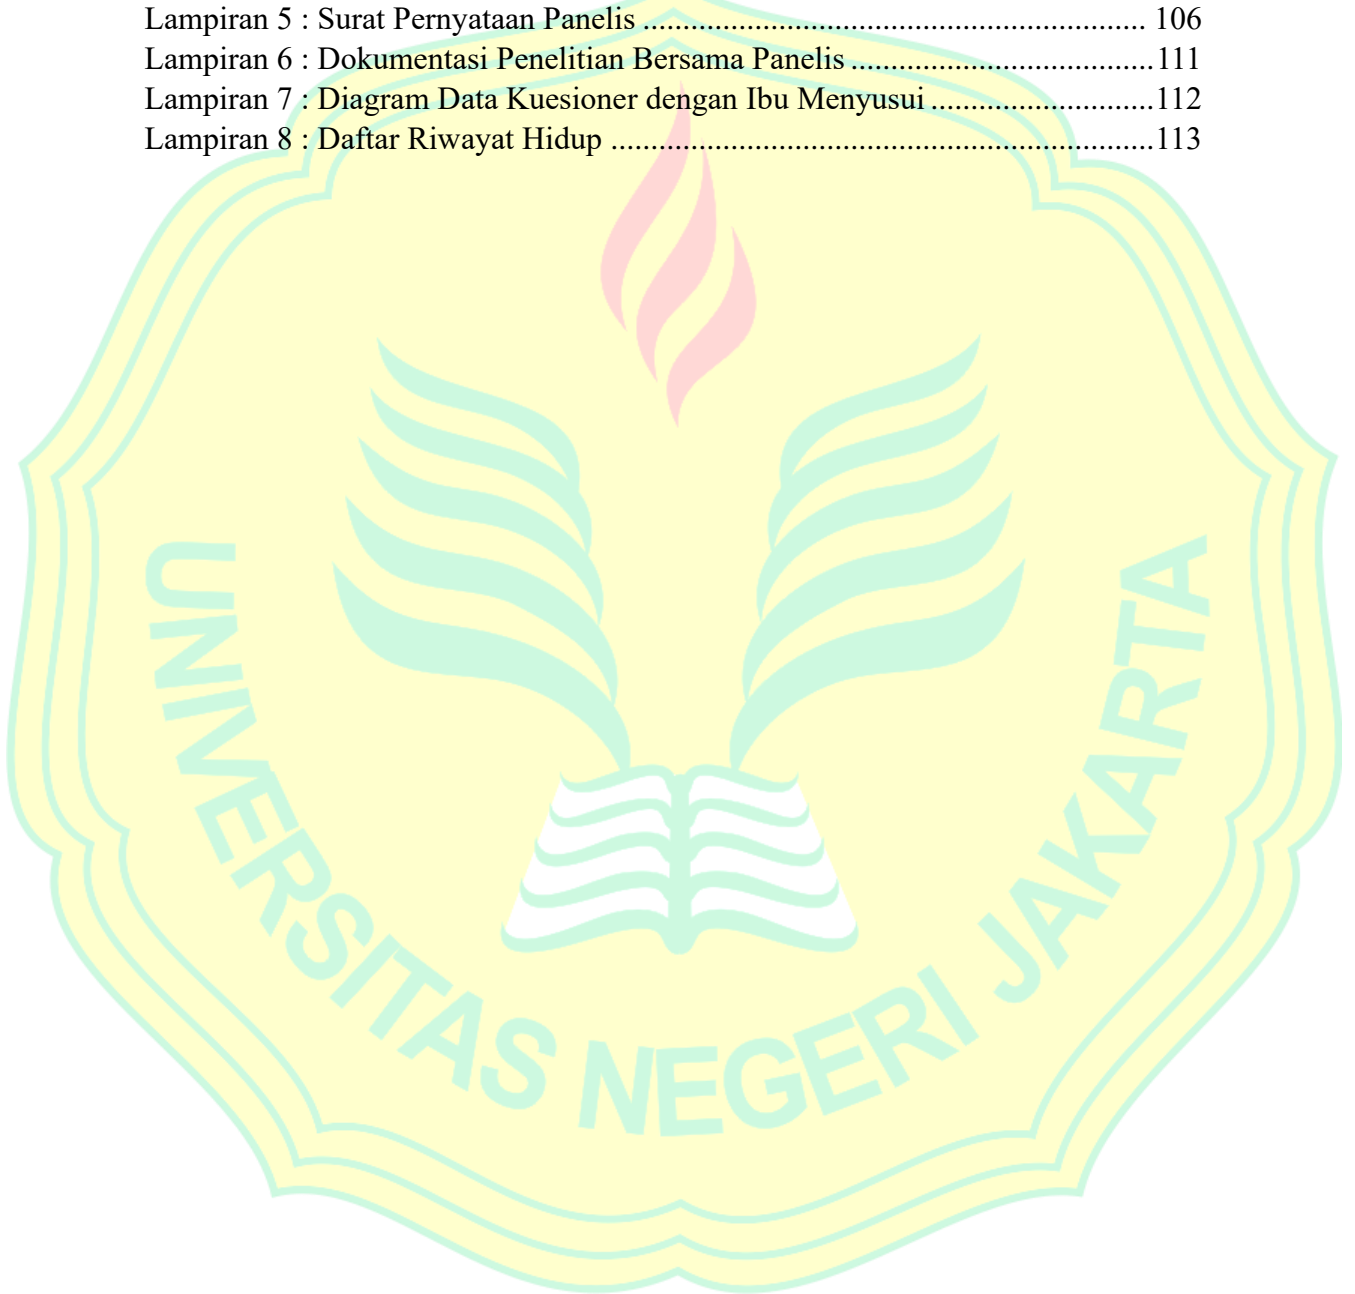 Lampiran 5 : Surat Pernyataan Panelis ................................................................ 106
Lampiran 6 : Dokumentasi Penelitian Bersama Panelis ......................................111
Lampiran 7 : Diagram Data Kuesioner dengan Ibu Menyusui ............................112
Lampiran 8 : Daftar Riwayat Hidup .....................................................................113
UNIVERSITAS NEGERI JAKARTA